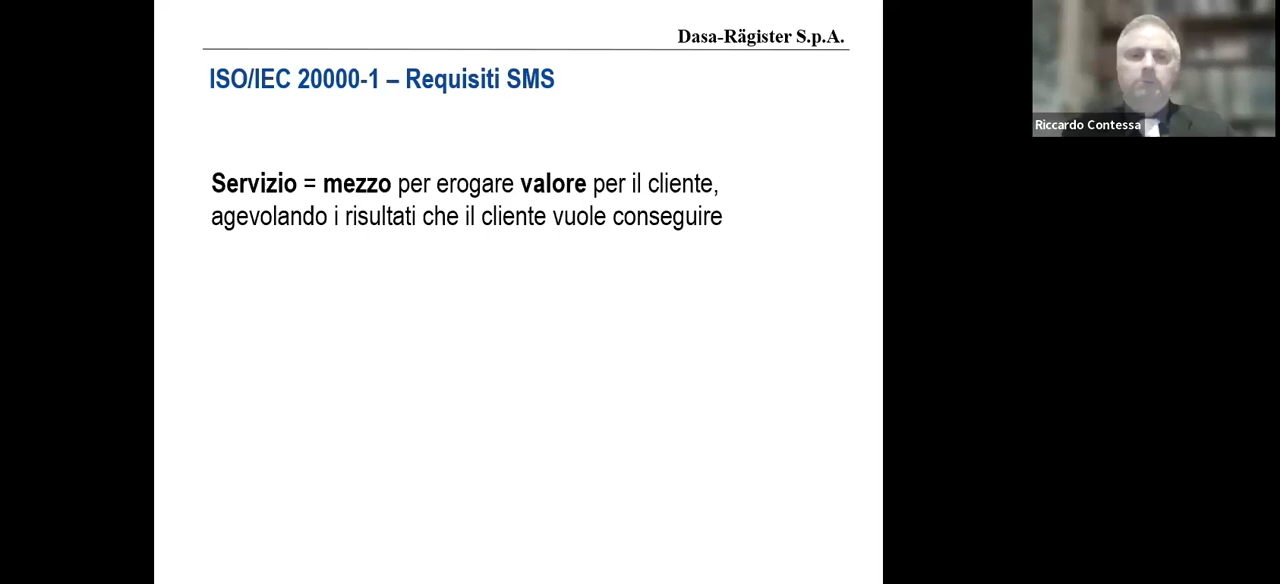 Dasa-Rägister S.p.A.
ISO/IEC 20000-1 – Requisiti SMS
Riccardo Contessa
Servizio = mezzo per erogare valore per il cliente,
agevolando i risultati che il cliente vuole conseguire